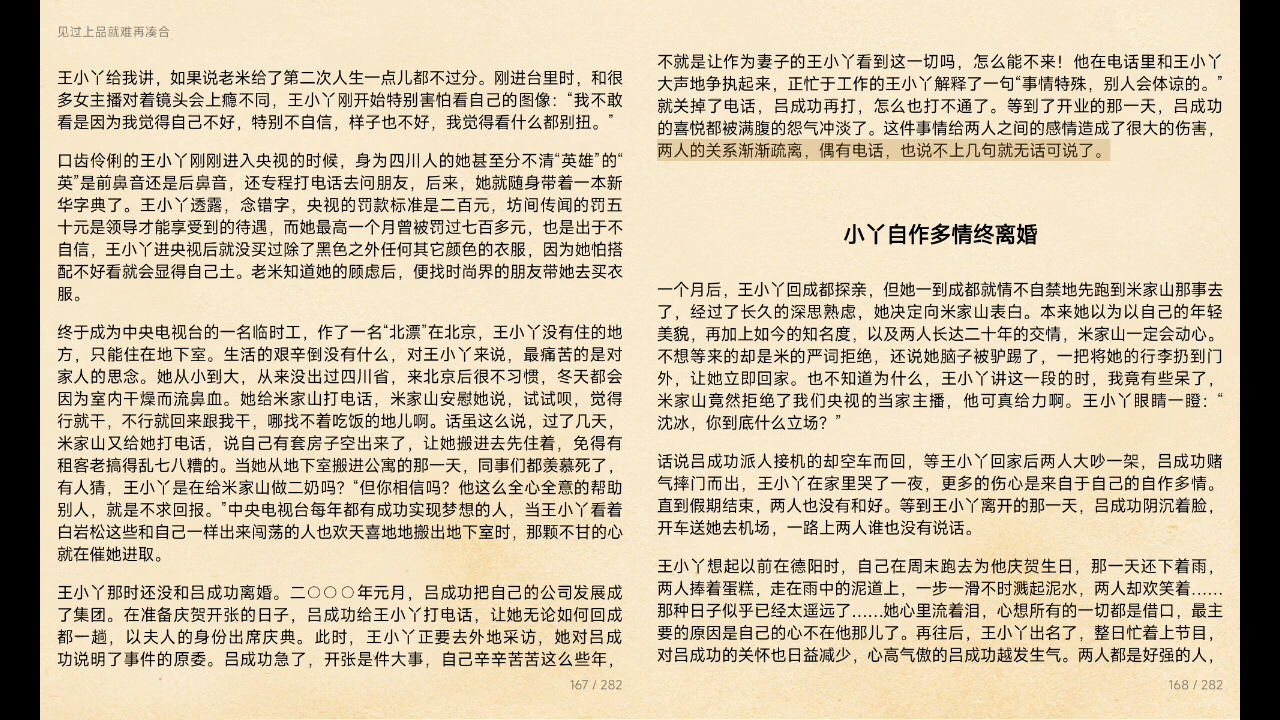 见过上品就难再凑合
王小丫给我讲，如果说老米给了第二次人生一点儿都不过分。刚进台里时，和很
多女主播对着镜头会上瘾不同，王小丫刚开始特别害怕看自己的图像：“我不敢
看是因为我觉得自己不好，特别不自信，样子也不好，我觉得看什么都别扭。”
口齿伶俐的王小丫刚刚进入央视的时候，身为四川人的她甚至分不清“英雄”的“
英”是前鼻音还是后鼻音，还专程打电话去问朋友，后来，她就随身带着一本新
华字典了。王小丫透露，念错字，央视的罚款标准是二百元，坊间传闻的罚五
十元是领导才能享受到的待遇，而她最高一个月曾被罚过七百多元，也是出于不
自信，王小丫进央视后就没买过除了黑色之外任何其它颜色的衣服，因为她怕搭
配不好看就会显得自己土。老米知道她的顾虑后，便找时尚界的朋友带她去买衣
服。
终于成为中央电视台的一名临时工，作了一名“北漂”在北京，王小丫没有住的地
方，只能住在地下室。生活的艰辛倒没有什么，对王小丫来说，最痛苦的是对
家人的思念。她从小到大，从来没出过四川省，来北京后很不习惯，冬天都会
因为室内干燥而流鼻血。她给米家山打电话，米家山安慰她说，试试呗，觉得
行就干，不行就回来跟我干，哪找不着吃饭的地儿啊。话虽这么说，过了几天，
米家山又给她打电话，说自己有套房子空出来了，让她搬进去先住着，免得有
租客老搞得乱七八糟的。当她从地下室搬进公寓的那一天，同事们都羡慕死了，
有人猜，王小丫是在给米家山做二奶吗？“但你相信吗？他这么全心全意的帮助
别人，就是不求回报。”中央电视台每年都有成功实现梦想的人，当王小丫看着
白岩松这些和自己一样出来闯荡的人也欢天喜地地搬出地下室时，那颗不甘的心
就在催她进取。
王小丫那时还没和吕成功离婚。二〇〇〇年元月，吕成功把自己的公司发展成
了集团。在准备庆贺开张的日子，吕成功给王小丫打电话，让她无论如何回成
都一趟，以夫人的身份出席庆典。此时，王小丫正要去外地采访，她对吕成
功说明了事件的原委。吕成功急了，开张是件大事，自己辛辛苦苦这么些年，
167 / 282
不就是让作为妻子的王小丫看到这一切吗，怎么能不来！他在电话里和王小丫
大声地争执起来，正忙于工作的王小丫解释了一句“事情特殊，别人会体谅的。”
就关掉了电话，吕成功再打，怎么也打不通了。等到了开业的那一天，吕成功
的喜悦都被满腹的怨气冲淡了。这件事情给两人之间的感情造成了很大的伤害，
两人的关系渐渐疏离，偶有电话，也说不上几句就无话可说了。
小丫自作多情终离婚
一个月后，王小丫回成都探亲，但她一到成都就情不自禁地先跑到米家山那事去
了，经过了长久的深思熟虑，她决定向米家山表白。本来她以为以自己的年轻
美貌，再加上如今的知名度，以及两人长达二十年的交情，米家山一定会动心。
不想等来的却是米的严词拒绝，还说她脑子被驴踢了，一把将她的行李扔到门
外，让她立即回家。也不知道为什么，王小丫讲这一段的时，我竟有些呆了，
米家山竟然拒绝了我们央视的当家主播，他可真给力啊。王小丫眼睛一瞪：“
沈冰，你到底什么立场？”
话说吕成功派人接机的却空车而回，等王小丫回家后两人大吵一架，吕成功赌
气摔门而出，王小丫在家里哭了一夜，更多的伤心是来自于自己的自作多情。
直到假期结束，两人也没有和好。等到王小丫离开的那一天，吕成功阴沉着脸，
开车送她去机场，一路上两人谁也没有说话。
王小丫想起以前在德阳时，自己在周末跑去为他庆贺生日，那一天还下着雨，
两人捧着蛋糕，走在雨中的泥道上，一步一滑不时溅起泥水，两人却欢笑着……
那种日子似乎已经太遥远了……她心里流着泪，心想所有的一切都是借口，最主
要的原因是自己的心不在他那儿了。再往后，王小丫出名了，整日忙着上节目，
对吕成功的关怀也日益减少，心高气傲的吕成功越发生气。两人都是好强的人，
168 / 282